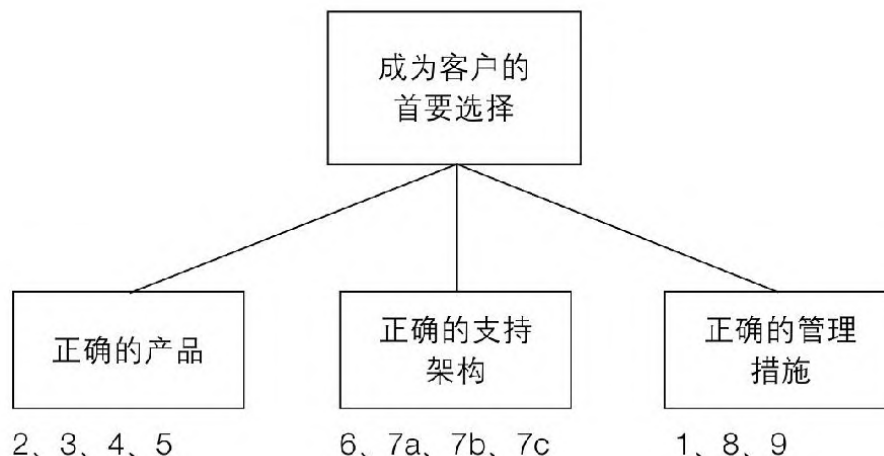 成为客户的
首要选择
正确的产品
正确的支持
架构
正确的管理
措施
2、3、4、5
6、7a、7b、7c
1、8、9